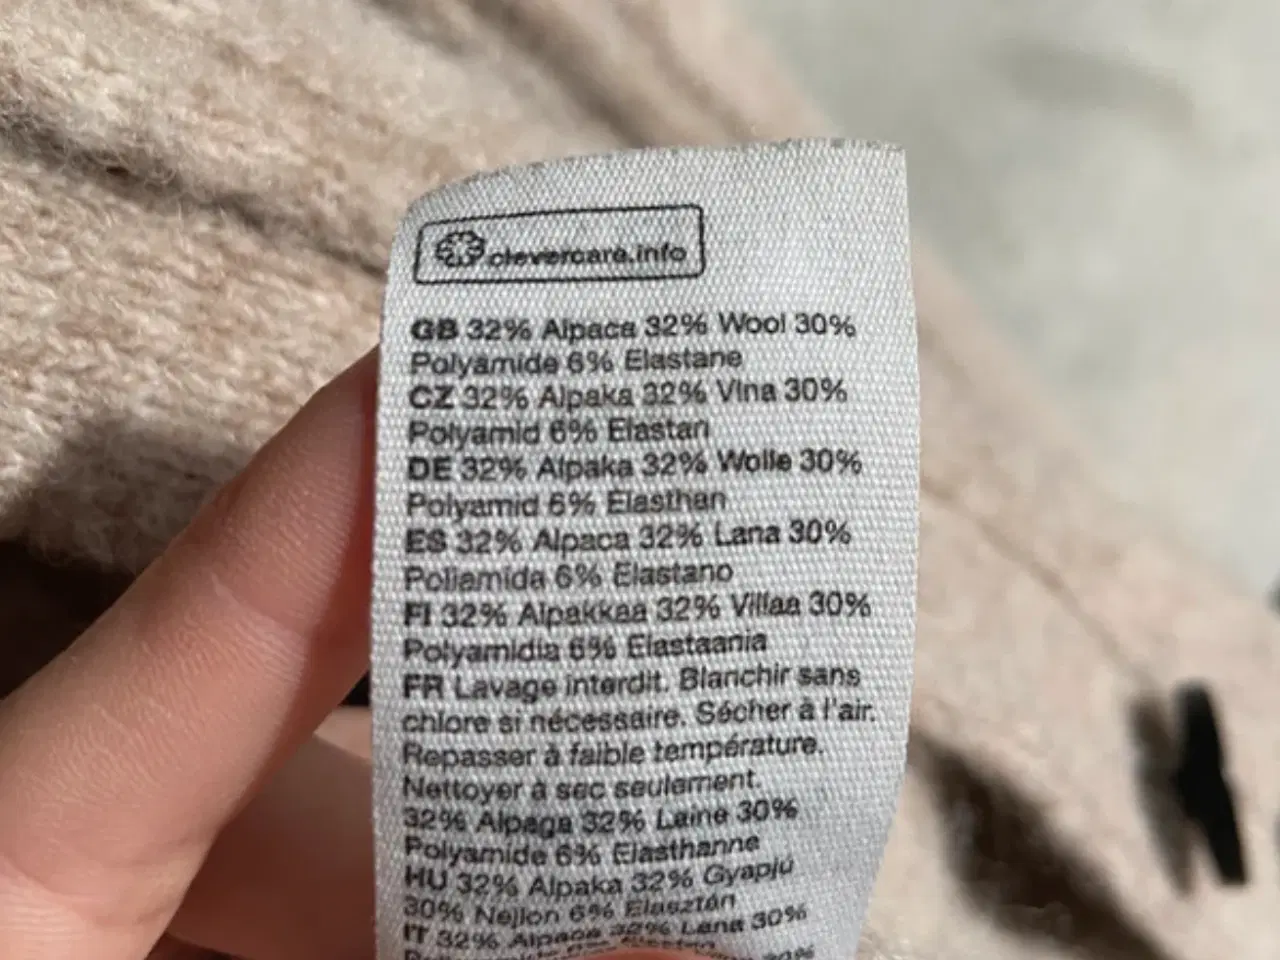 clevercare.info
GB 32% Alpaca 32% Wool 30%
Polyamide 6% Elastane
CZ 32% Alpaka 32% Vlna 30%
Polyamid 6% Elastan
DE 32% Alpaka 32% Wolle 30%
Polyamid 6% Elasthan
ES 32% Alpaca 32% Lana 30%
Poliamida 6% Elastano
FI 32% Alpakkaa 32% Villaa 30%
Polyamidia 6% Elastaania
FR Lavage interdit. Blanchir sans
chlore si nécessaire. Sécher à l'air.
Repasser à faible température.
Nettoyer à sec seulement.
32% Alpaga 32% Laine 30%
Polyamide 6% Elasthanne
HU 32% Alpaka 32% Gyapjú
30% Nejlon 6% Elasztán
IT 32% Alpaca 32% Lana 30%